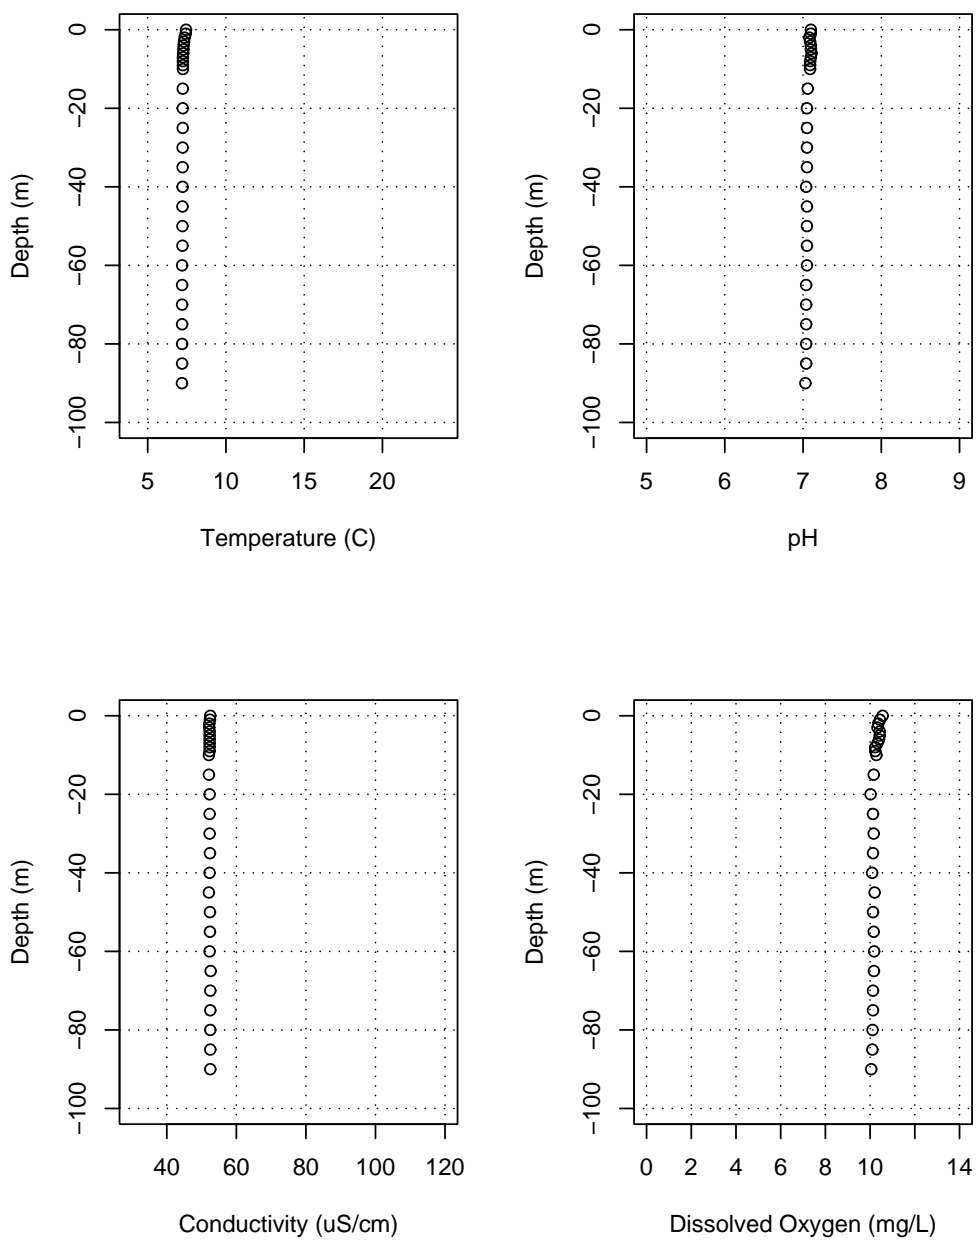 0
−20
−40
−60
−80
−100
Depth (m)
5 10 15 20
Temperature (C)
0
−20
−40
−60
−80
−100
Depth (m)
5 6 7 8 9
pH
0
−20
−40
−60
−80
−100
Depth (m)
40 60 80 100 120
Conductivity (uS/cm)
0
−20
−40
−60
−80
−100
Depth (m)
0 2 4 6 8 10 14
Dissolved Oxygen (mg/L)